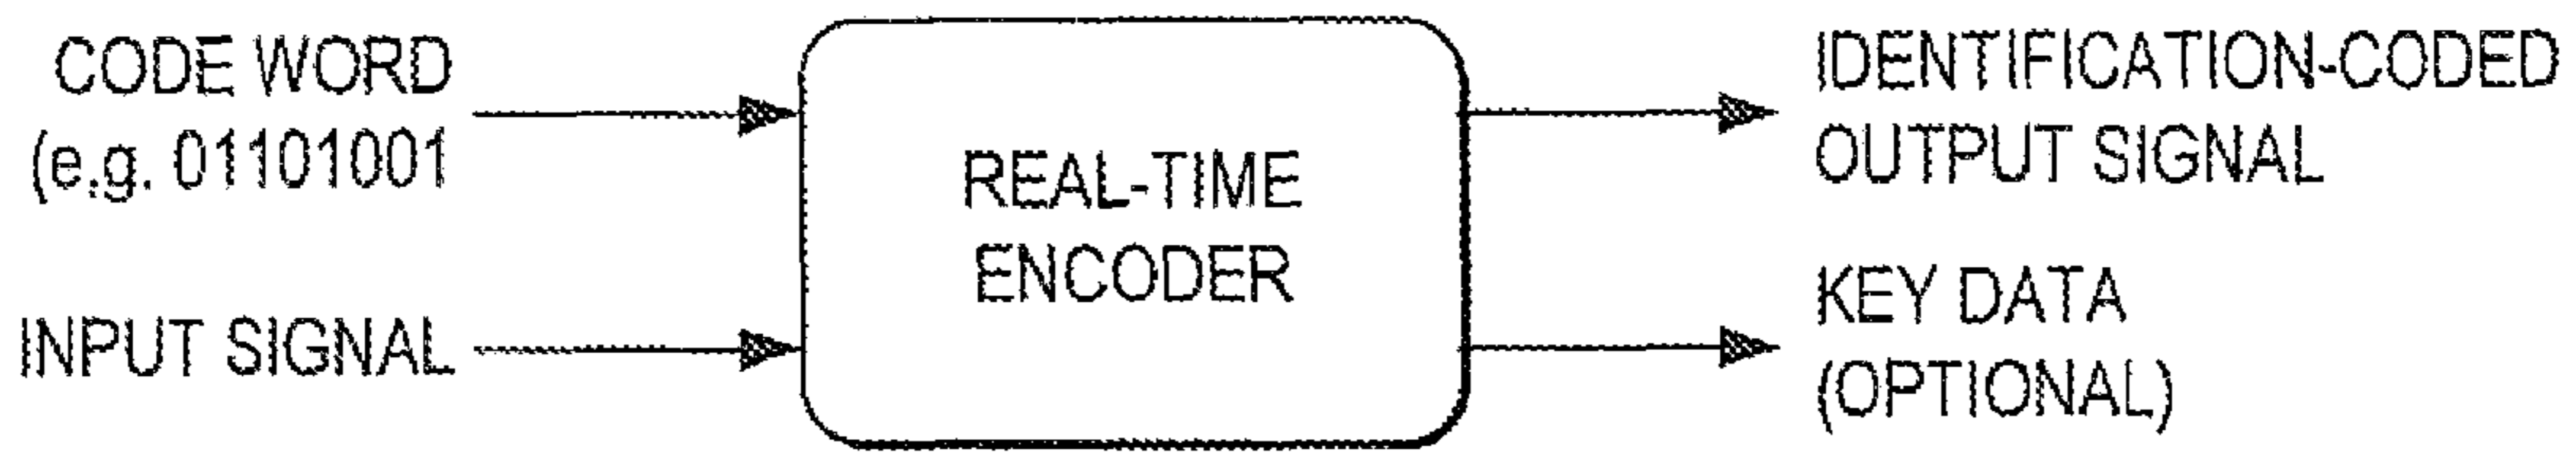 CODE WORD
(e.g. 01101001
INPUT SIGNAL
REAL-TIME
ENCODER
IDENTIFICATION-CODED
OUTPUT SIGNAL
KEY DATA
(OPTIONAL)